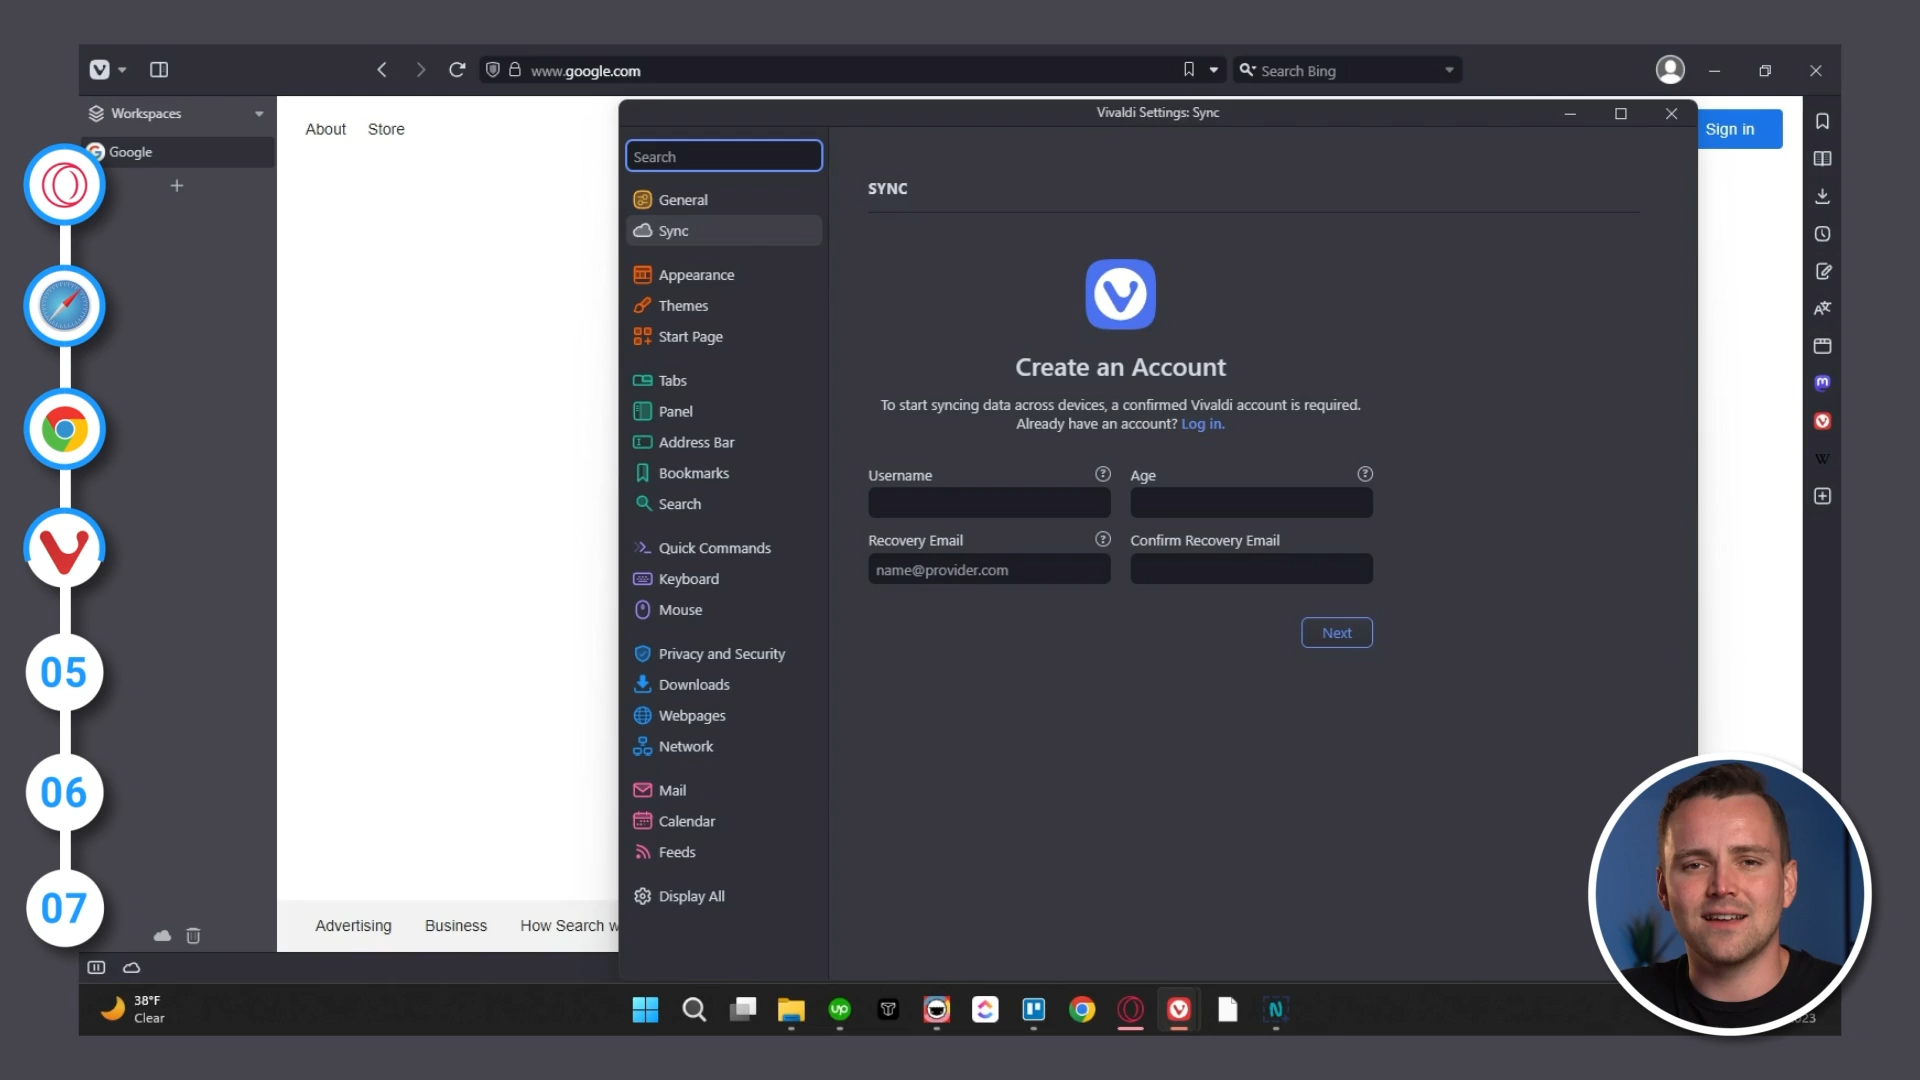 www.google.com
Search Bing
Workspaces
Google
About
Store
Sign in
Vivaldi Settings: Sync
Search
General
Sync
Appearance
Themes
Start Page
Tabs
Panel
Address Bar
Bookmarks
Search
Quick Commands
Keyboard
Mouse
Privacy and Security
Downloads
Webpages
Network
Mail
Calendar
Feeds
Display All
SYNC
Create an Account
To start syncing data across devices, a confirmed Vivaldi account is required.
Already have an account? Log in.
Username
Age
Recovery Email
Confirm Recovery Email
name@provider.com
Next
05
06
07
Advertising
Business
How Search w
38°F
Clear
up
W
m
N